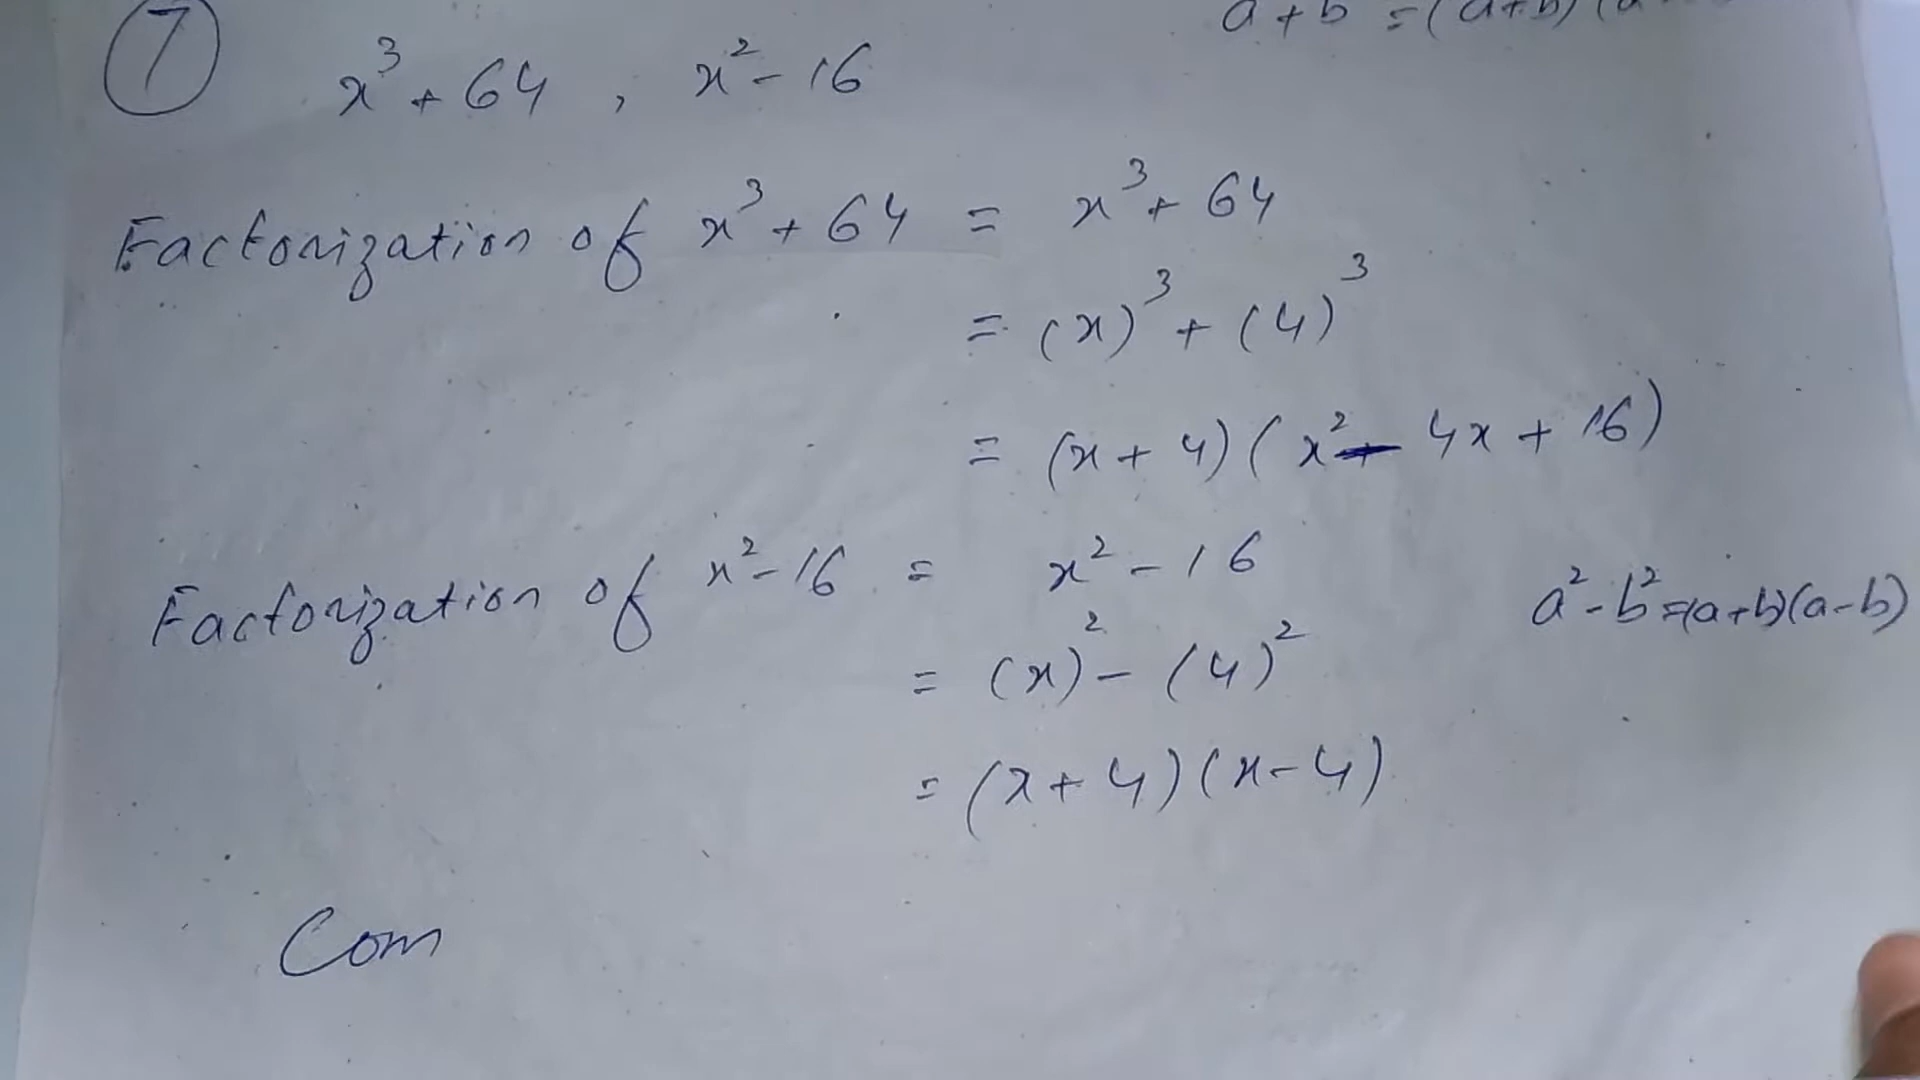 a + b = (a+b)(a
7 x³ + 64 , x² - 16
Factorization of x³ + 64 = x³ + 64
= (x)³ + (4)³
= (x + 4)(x² - 4x + 16)
Factorization of x² - 16 = x² - 16
a² - b² = (a+b)(a-b)
= (x)² - (4)²
= (x + 4)(x - 4)
Com